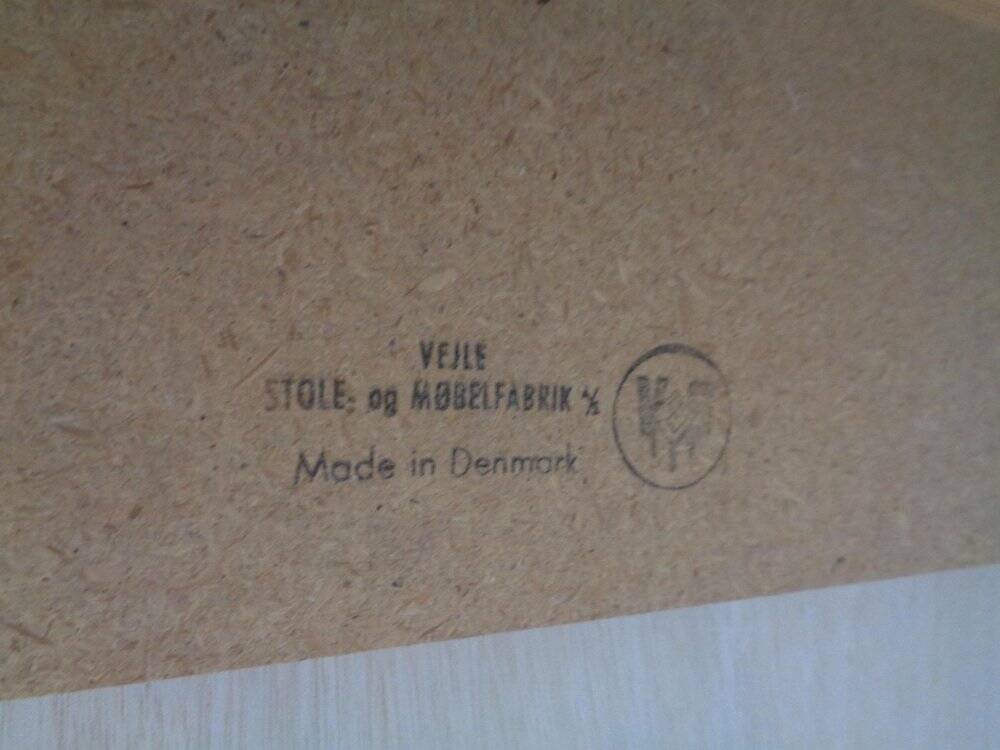 VEJLE
STOLE- og MØBELFABRIK A/S
Made in Denmark